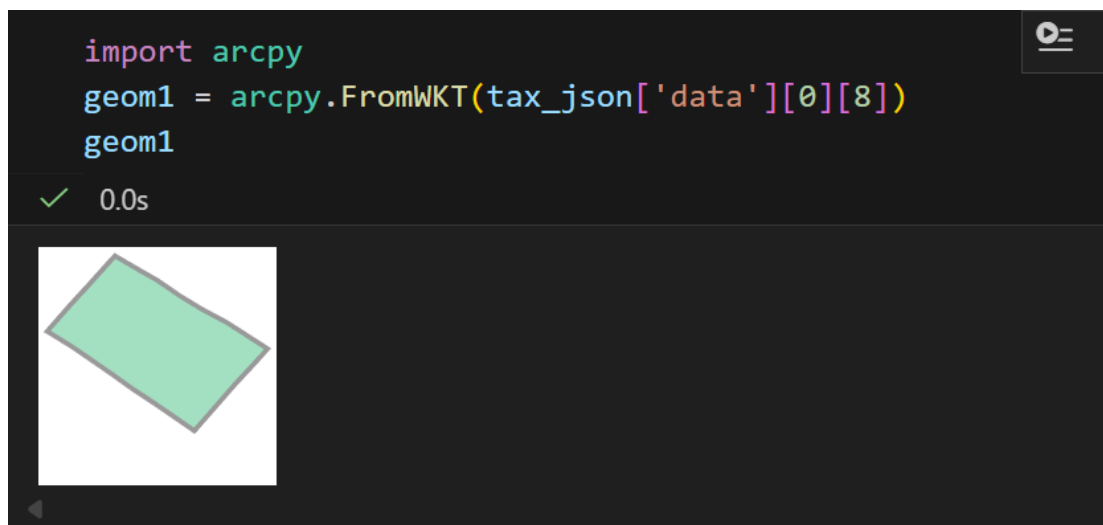 import arcpy
geom1 = arcpy.FromWKT(tax_json['data'][0][8])
geom1
0.0s